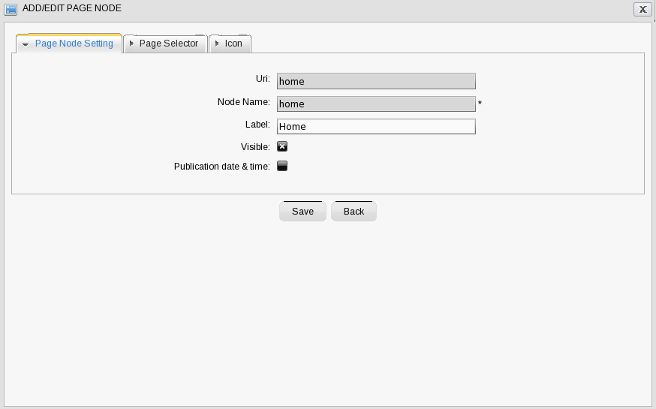 ADD/EDIT PAGE NODE
Page Node Setting Page Selector Icon
Uri: home
Node Name: home *
Label: Home
Visible:
Publication date & time:
Save Back